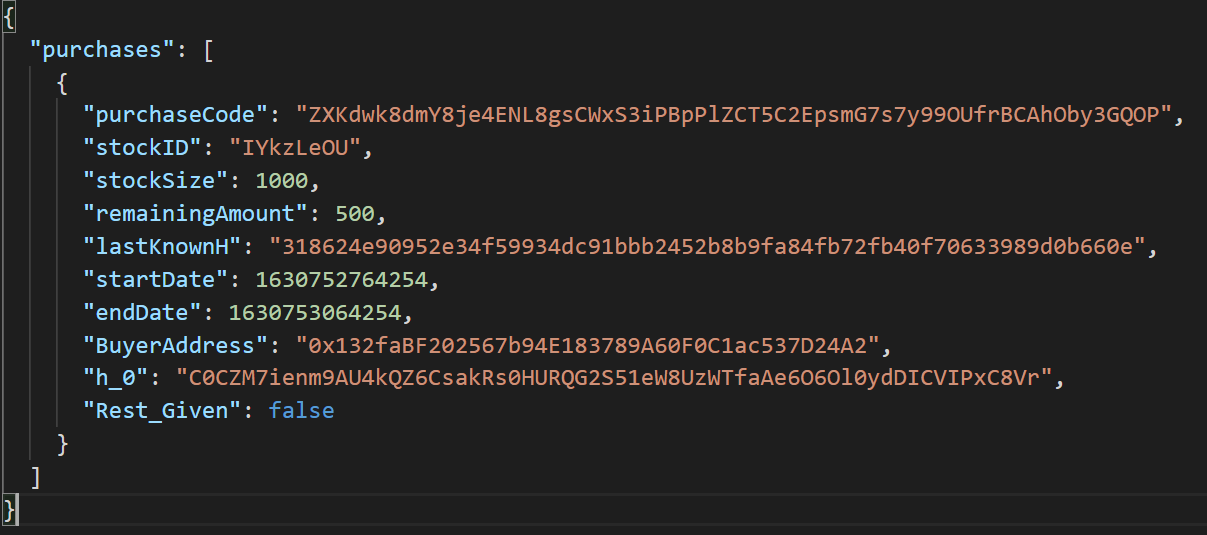 {
"purchases": [
{
"purchaseCode": "ZXKdwk8dmY8je4ENL8gsCWxS3iPBpPlZCT5C2EpsmG7s7y99OUfrBCAhOby3GQOP",
"stockID": "IYkzLeOU",
"stockSize": 1000,
"remainingAmount": 500,
"lastKnownH": "318624e90952e34f59934dc91bbb2452b8b9fa84fb72fb40f70633989d0b660e",
"startDate": 1630752764254,
"endDate": 1630753064254,
"BuyerAddress": "0x132faBF202567b94E183789A60F0C1ac537D24A2",
"h_0": "C0CZM7ienm9AU4kQZ6CsakRs0HURQG2S51eW8UzWTfaAe6O6Ol0ydDICVIPxC8Vr",
"Rest_Given": false
}
]
}